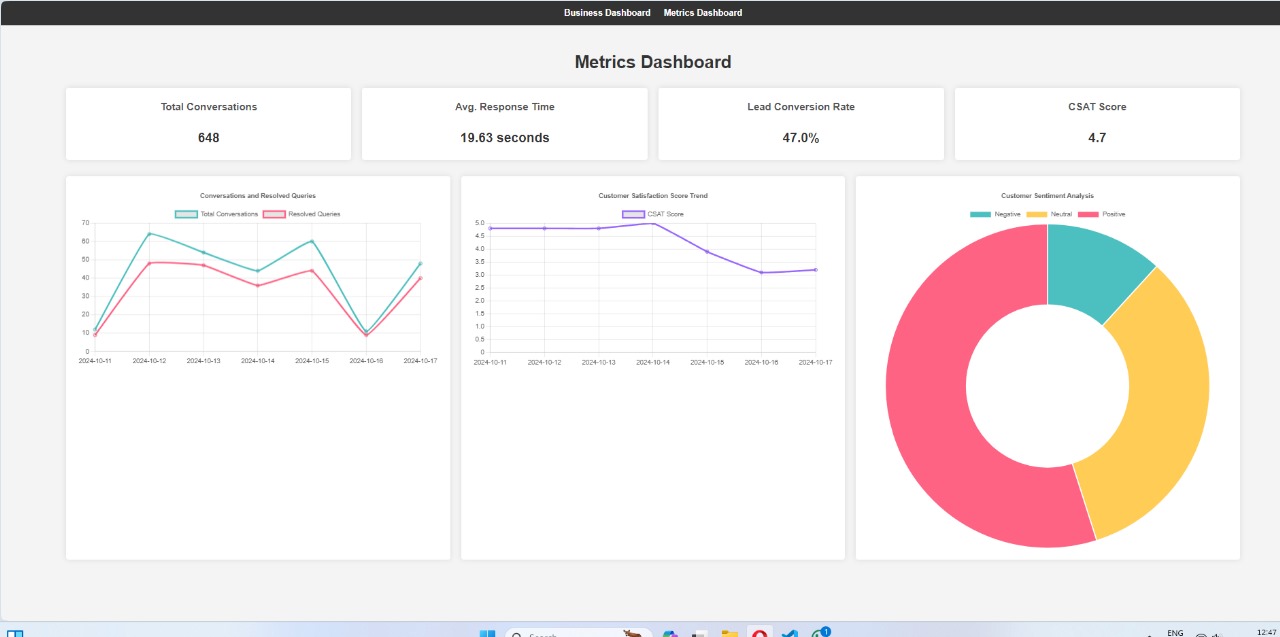 Business Dashboard Metrics Dashboard
Metrics Dashboard
Total Conversations
648
Avg. Response Time
19.63 seconds
Lead Conversion Rate
47.0%
CSAT Score
4.7
Conversations and Resolved Queries
Total Conversations Resolved Queries
70
60
50
40
30
20
10
0
2024-10-11 2024-10-12 2024-10-13 2024-10-14 2024-10-15 2024-10-16 2024-10-17
Customer Satisfaction Score Trend
CSAT Score
5.0
4.5
4.0
3.5
3.0
2.5
2.0
1.5
1.0
0.5
0
2024-10-11 2024-10-12 2024-10-13 2024-10-14 2024-10-15 2024-10-16 2024-10-17
Customer Sentiment Analysis
Negative Neutral Positive
Search
1
ENG
12:47